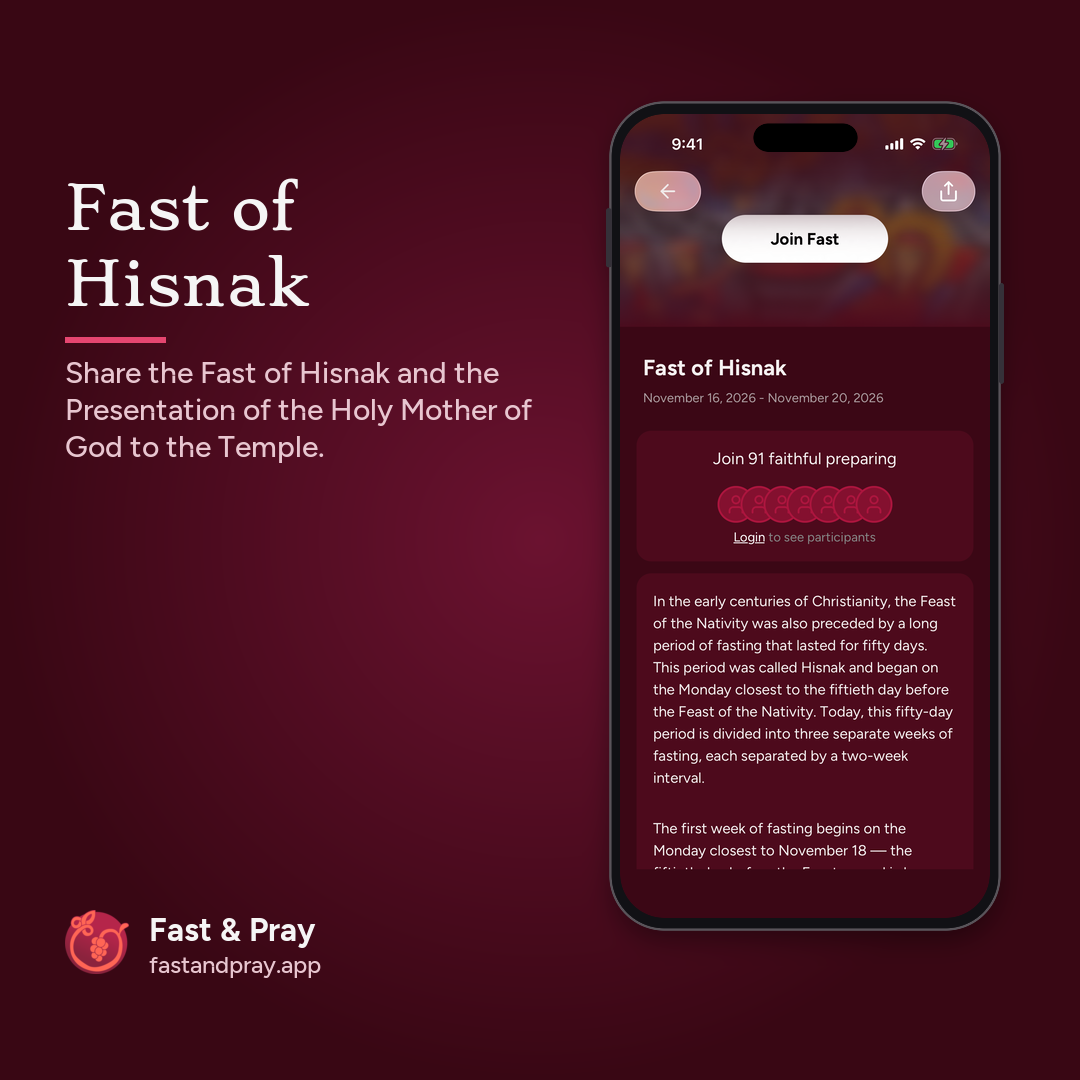 Fast of
Hisnak
Share the Fast of Hisnak and the
Presentation of the Holy Mother of
God to the Temple.
Fast & Pray
fastandpray.app
9:41
Join Fast
Fast of Hisnak
November 16, 2026 - November 20, 2026
Join 91 faithful preparing
Login to see participants
In the early centuries of Christianity, the Feast
of the Nativity was also preceded by a long
period of fasting that lasted for fifty days.
This period was called Hisnak and began on
the Monday closest to the fiftieth day before
the Feast of the Nativity. Today, this fifty-day
period is divided into three separate weeks of
fasting, each separated by a two-week
interval.
The first week of fasting begins on the
Monday closest to November 18 — the